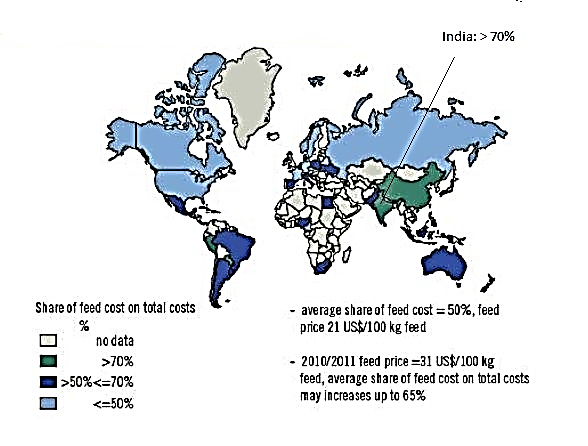 India: > 70%
Share of feed cost on total costs
%
no data
>70%
>50%<=70%
<=50%
- average share of feed cost = 50%, feed
price 21 US$/100 kg feed
- 2010/2011 feed price =31 US$/100 kg
feed, average share of feed cost on total costs
may increases up to 65%